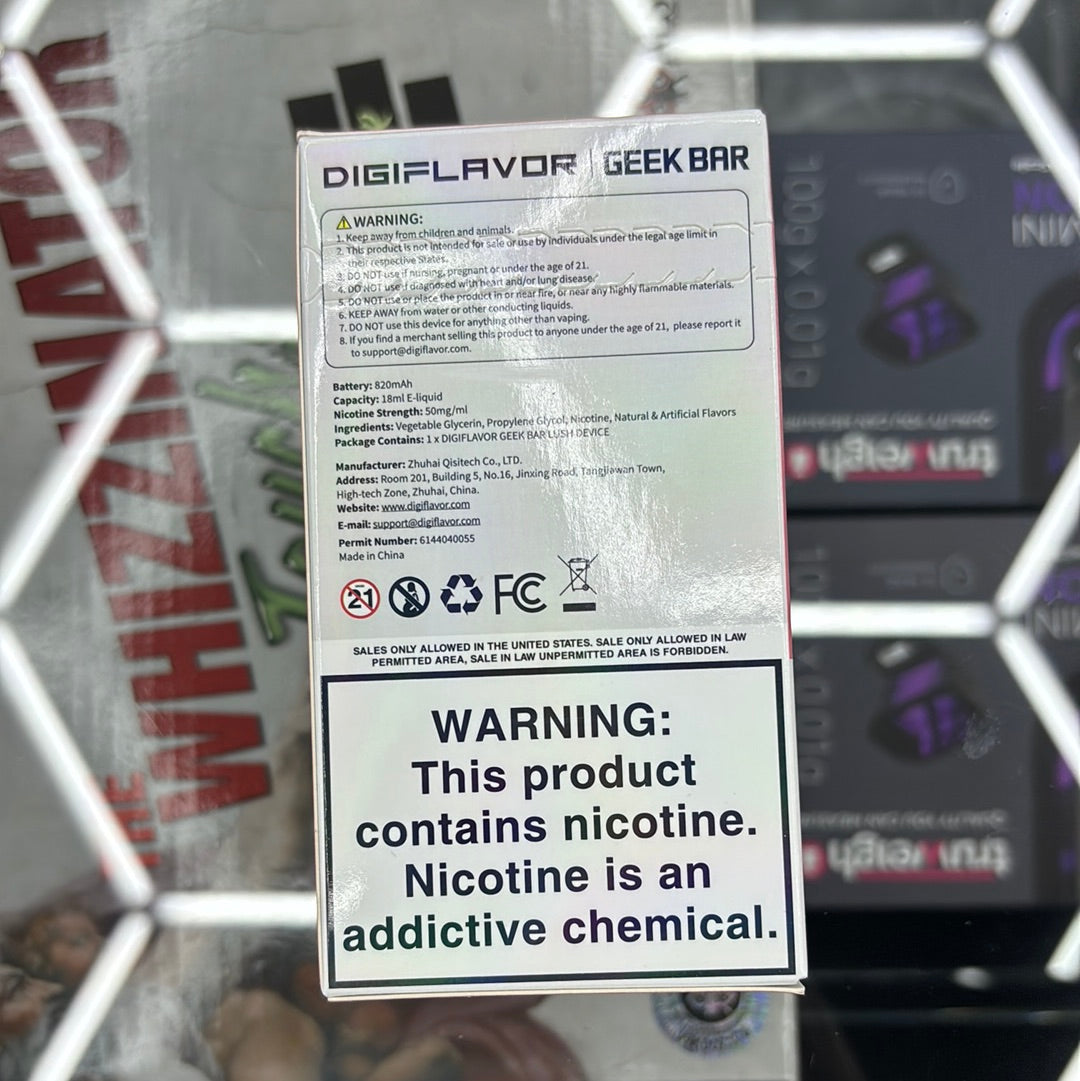 DIGIFLAVOR | GEEK BAR
WARNING:
1. Keep away from children and animals.
2. This product is not intended for sale or use by individuals under the legal age limit in
their respective States.
3. DO NOT use if nursing, pregnant or under the age of 21.
4. DO NOT use if diagnosed with heart and/or lung disease.
5. DO NOT use or place the product in or near fire, or near any highly flammable materials.
6. KEEP AWAY from water or other conducting liquids.
7. DO NOT use this device for anything other than vaping.
8. If you find a merchant selling this product to anyone under the age of 21, please report it
to support@digiflavor.com.
Battery: 820mAh
Capacity: 18ml E-liquid
Nicotine Strength: 50mg/ml
Ingredients: Vegetable Glycerin, Propylene Glycol, Nicotine, Natural & Artificial Flavors
Package Contains: 1 x DIGIFLAVOR GEEK BAR LUSH DEVICE
Manufacturer: Zhuhai Qisitech Co., LTD.
Address: Room 201, Building 5, No.16, Jinxing Road, Tangjiawan Town,
High-tech Zone, Zhuhai, China.
Website: www.digiflavor.com
E-mail: support@digiflavor.com
Permit Number: 6144040055
Made in China
21
FC
SALES ONLY ALLOWED IN THE UNITED STATES. SALE ONLY ALLOWED IN LAW
PERMITTED AREA, SALE IN LAW UNPERMITTED AREA IS FORBIDDEN.
WARNING:
This product
contains nicotine.
Nicotine is an
addictive chemical.
THE WHIZZINATOR
Touch
100g x 0.01g
truweigh
MINI
truweigh
MINI